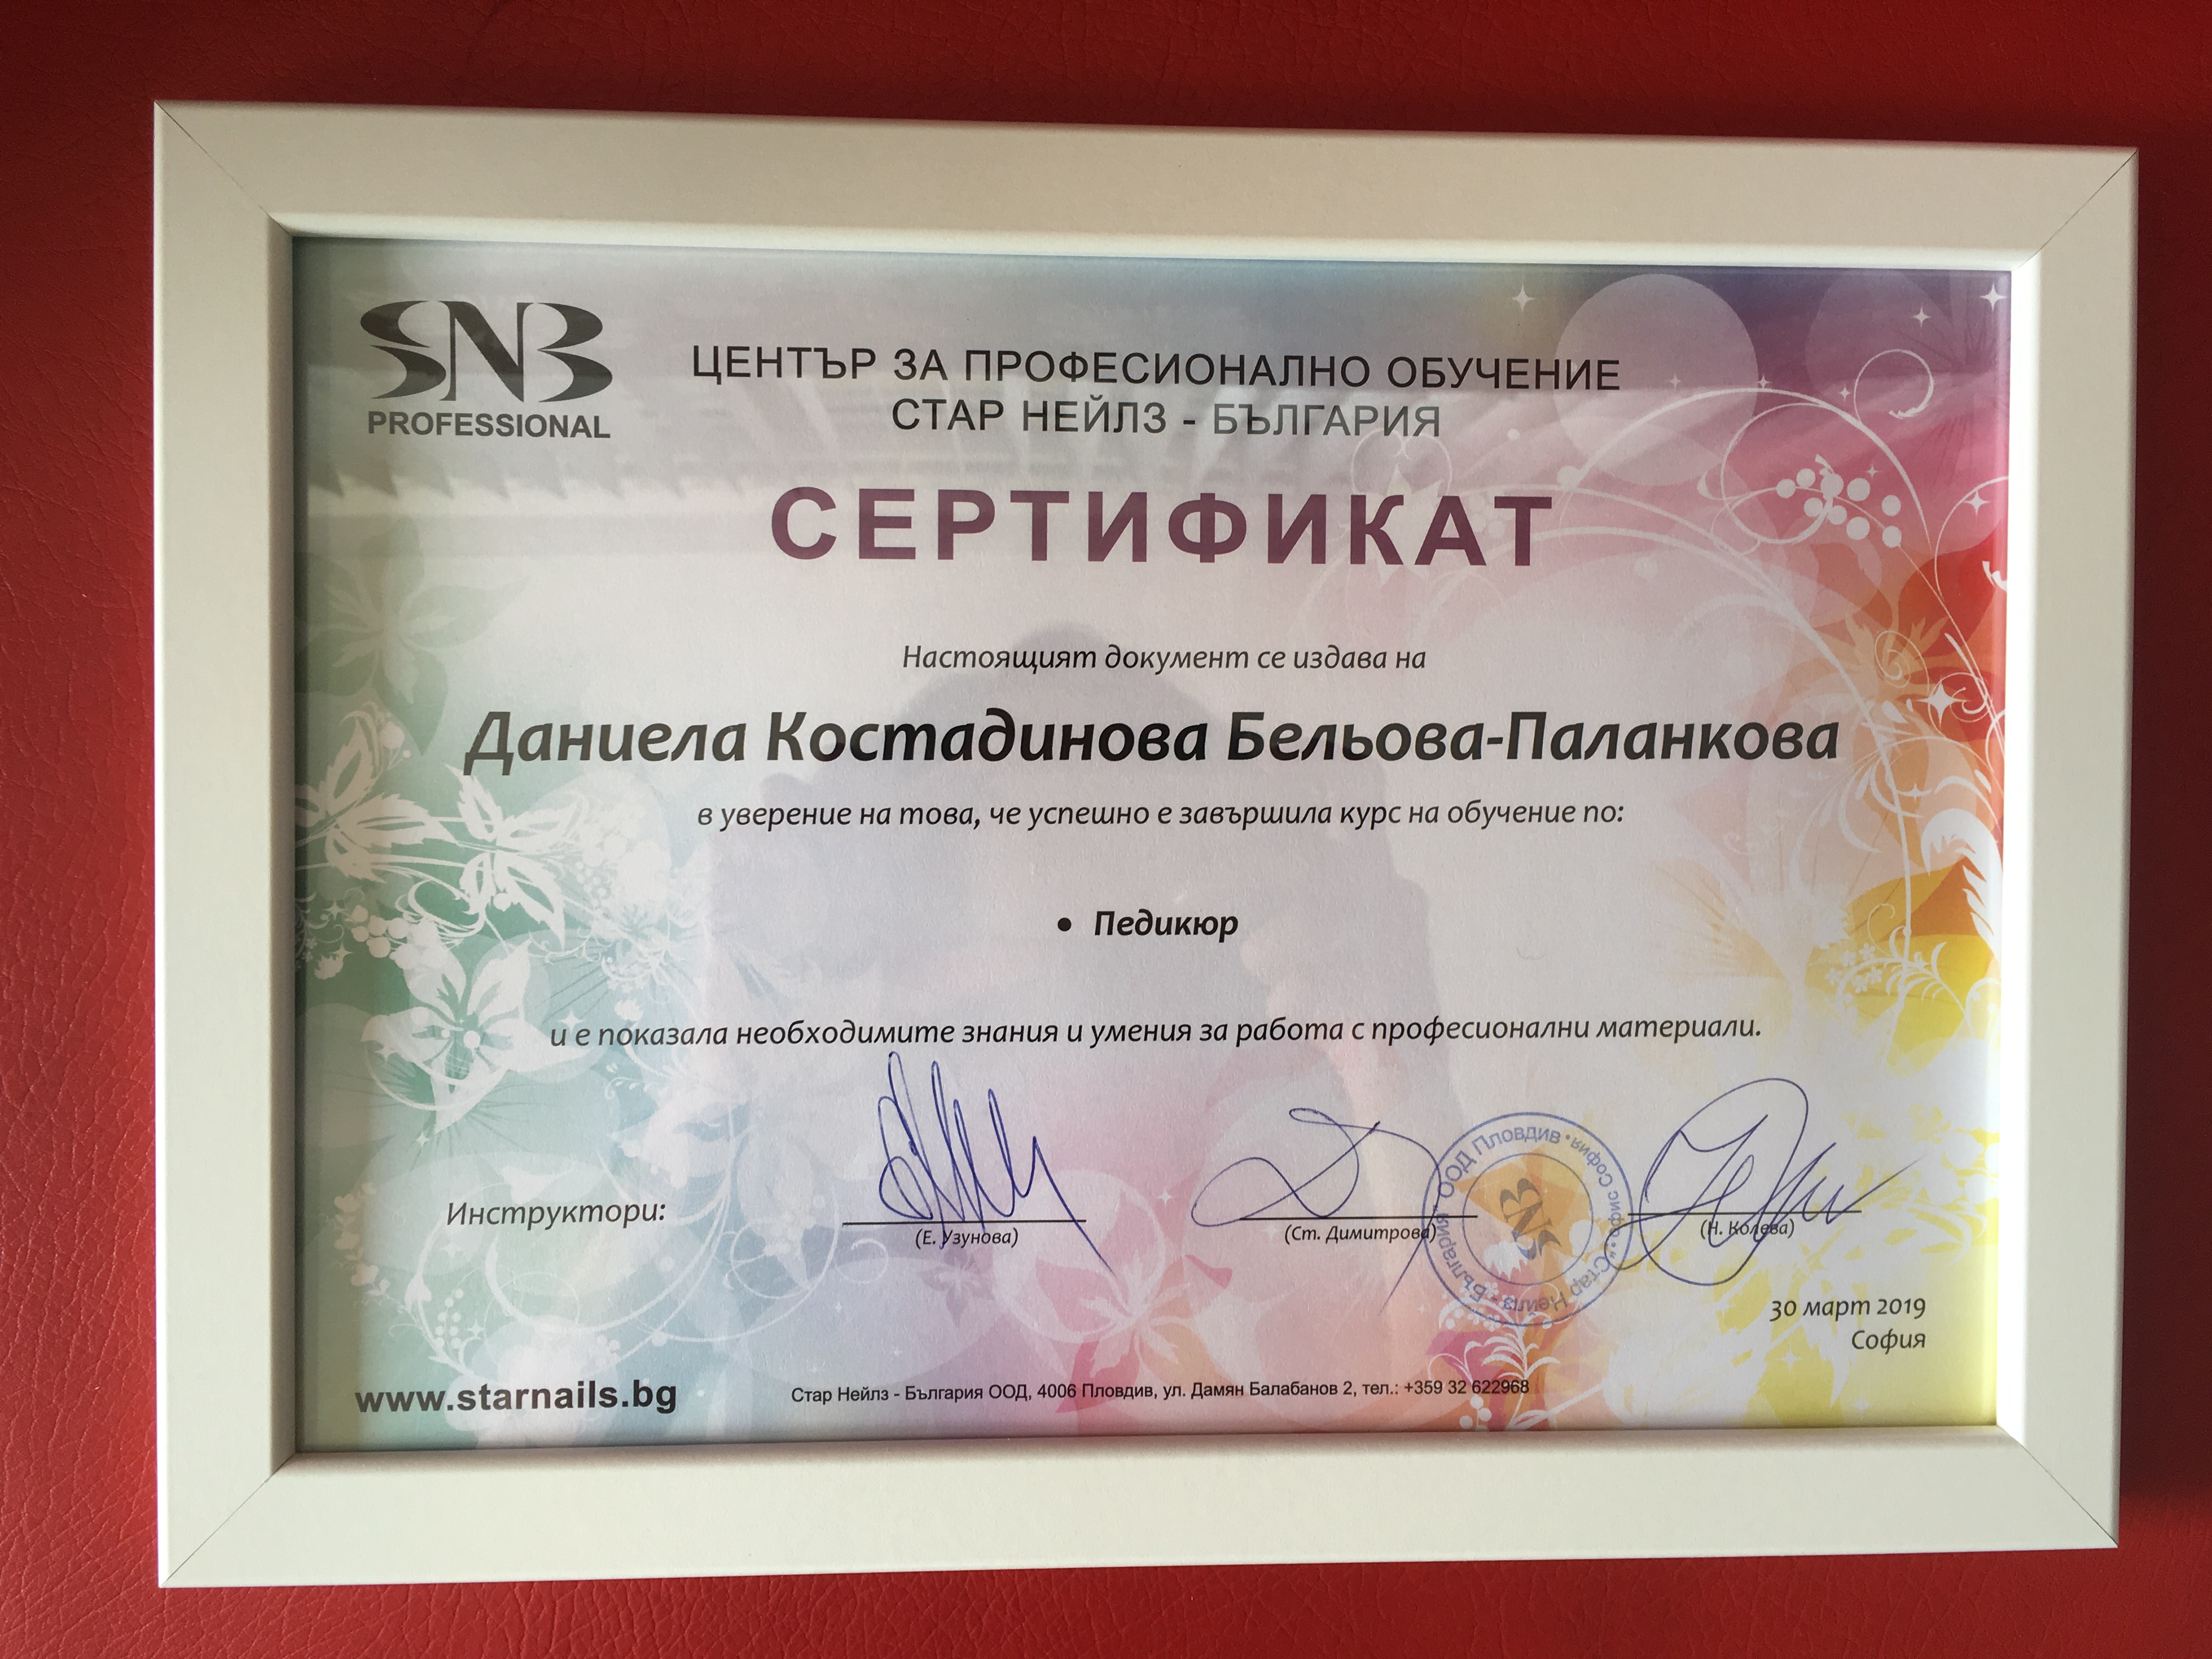 SNB
PROFESSIONAL
ЦЕНТЪР ЗА ПРОФЕСИОНАЛНО ОБУЧЕНИЕ
СТАР НЕЙЛЗ - БЪЛГАРИЯ
СЕРТИФИКАТ
Настоящият документ се издава на
Даниела Костадинова Бельова-Паланкова
в уверение на това, че успешно е завършила курс на обучение по:
• Педикюр
и е показала необходимите знания и умения за работа с професионални материали.
Инструктори:
(Е. Узунова)
(Ст. Димитрова)
(Н. Колева)
"Стар Нейлз - България" ООД Пловдив • офис София •
SNB
30 март 2019
София
www.starnails.bg
Стар Нейлз - България ООД, 4006 Пловдив, ул. Дамян Балабанов 2, тел.: +359 32 622968